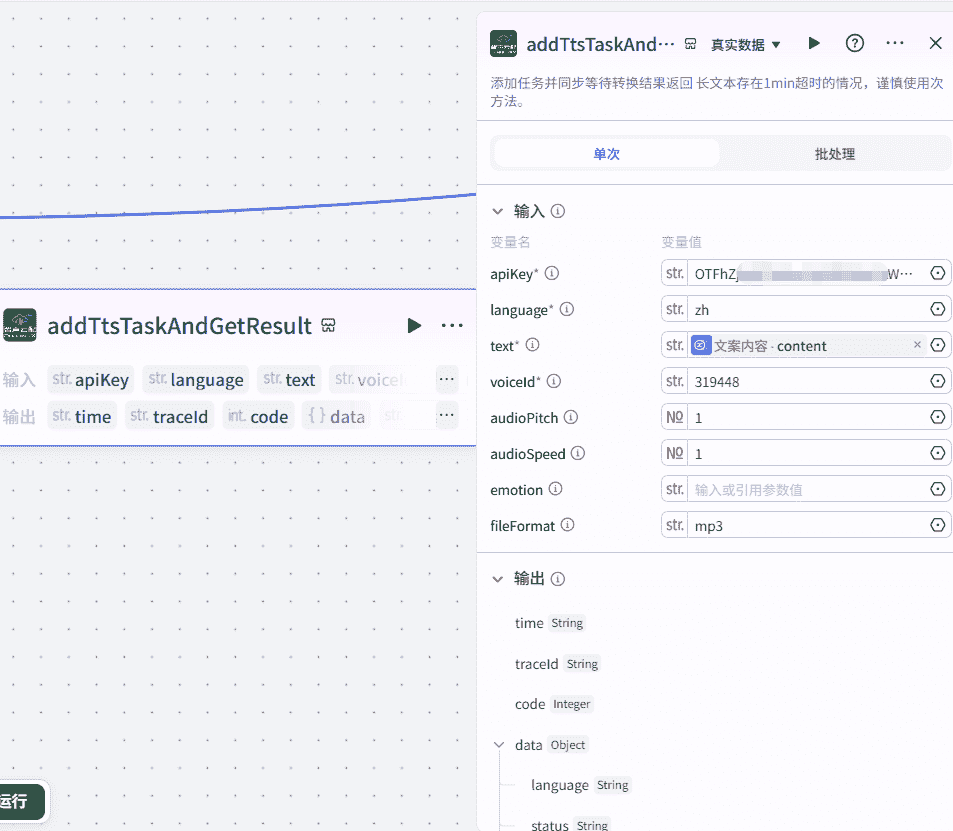 addTtsTaskAnd··· 真实数据
添加任务并同步等待转换结果返回 长文本存在1min超时的情况，谨慎使用次
方法。
单次 批处理
输入
变量名 变量值
apiKey* str. OTFhZj W···
language* str. zh
text* str. 文案内容 · content
voiceId* str. 319448
audioPitch № 1
audioSpeed № 1
emotion str. 输入或引用参数值
fileFormat str. mp3
输出
time String
traceId String
code Integer
data Object
language String
status String
addTtsTaskAndGetResult
输入 str. apiKey str. language str. text str. voiceI ···
输出 str. time str. traceId int. code { } data str. ···
运行